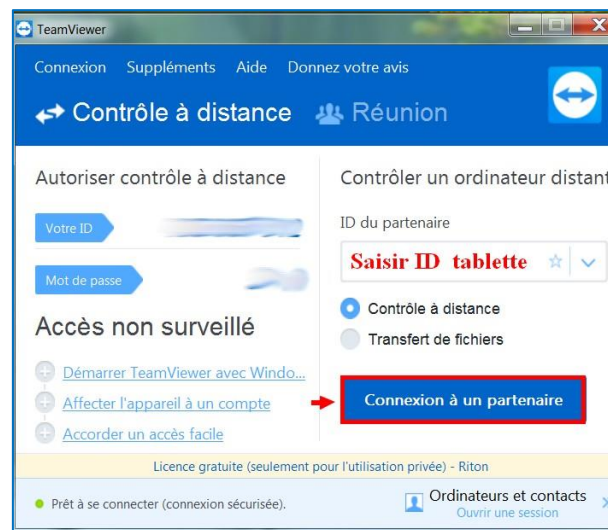 TeamViewer
Connexion Suppléments Aide Donnez votre avis
Contrôle à distance Réunion
Autoriser contrôle à distance
Votre ID
Mot de passe
Accès non surveillé
Démarrer TeamViewer avec Windo...
Affecter l'appareil à un compte
Accorder un accès facile
Contrôler un ordinateur distant
ID du partenaire
Saisir ID tablette
Contrôle à distance
Transfert de fichiers
Connexion à un partenaire
Licence gratuite (seulement pour l'utilisation privée) - Riton
Prêt à se connecter (connexion sécurisée).
Ordinateurs et contacts
Ouvrir une session